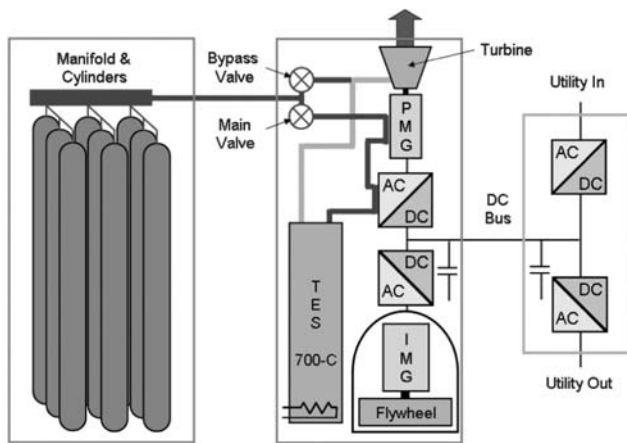 Manifold &
Cylinders
Bypass
Valve
Main
Valve
Turbine
P
M
G
AC
DC
DC
AC
T
E
S
700-C
I
M
G
Flywheel
DC
Bus
Utility In
AC
DC
DC
AC
Utility Out